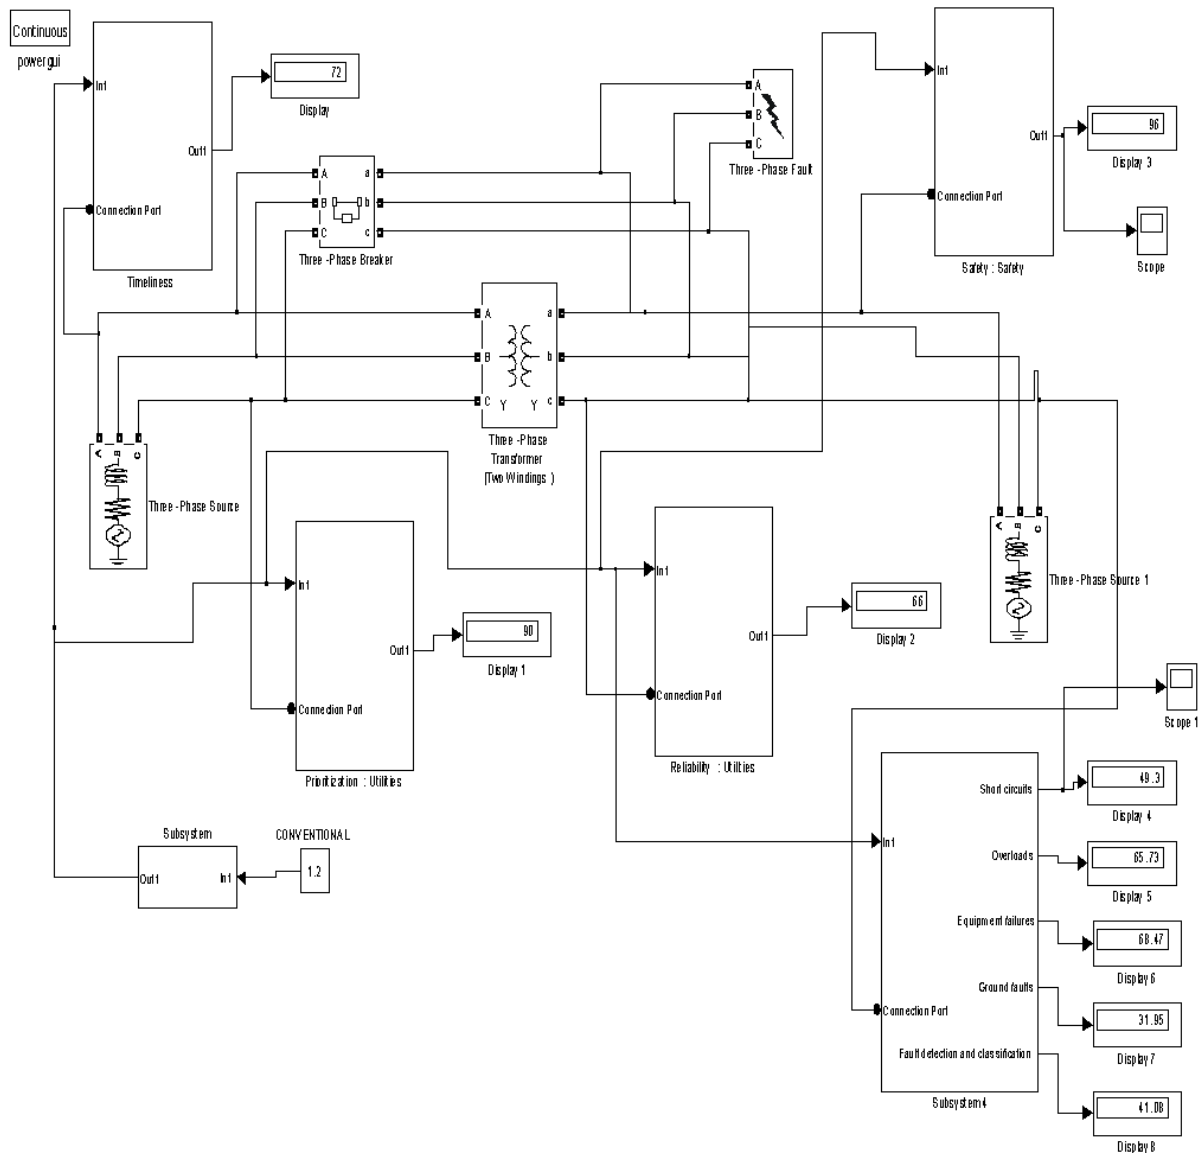 Continuous
powergui
In1
Out1
Connection Port
Timeliness
72
Display
A
B
C
a
b
c
Three-Phase Breaker
A
B
C
Three-Phase Fault
In1
Out1
Connection Port
Safety : Safety
96
Display 3
Scope
A
B
C
a
b
c
Y Y
Three-Phase
Transformer
(Two Windings)
A B C
Three-Phase Source
A B C
Three-Phase Source 1
In1
Out1
Connection Port
Prioritization : Utilities
90
Display 1
In1
Out1
Connection Port
Reliability : Utilities
66
Display 2
Scope 1
Subsystem
Out1
In1
CONVENTIONAL
1.2
In1
Connection Port
Short circuits
Overloads
Equipment failures
Ground faults
Fault detection and classification
Subsystem4
49.3
Display 4
65.73
Display 5
68.47
Display 6
31.95
Display 7
41.08
Display 8